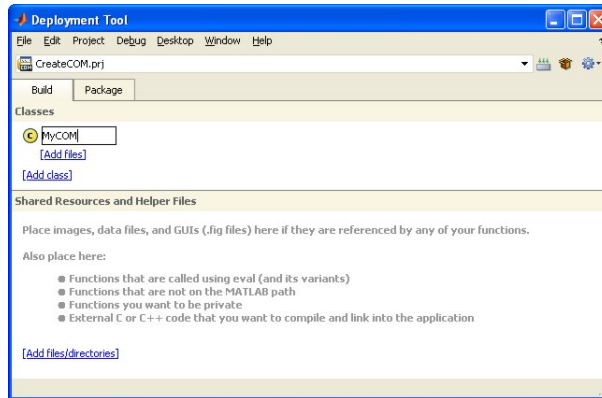 Deployment Tool
File Edit Project Debug Desktop Window Help
CreateCOM.prj
Build Package
Classes
C MyCOM
[Add files]
[Add class]
Shared Resources and Helper Files
Place images, data files, and GUIs (.fig files) here if they are referenced by any of your functions.
Also place here:
Functions that are called using eval (and its variants)
Functions that are not on the MATLAB path
Functions you want to be private
External C or C++ code that you want to compile and link into the application
[Add files/directories]